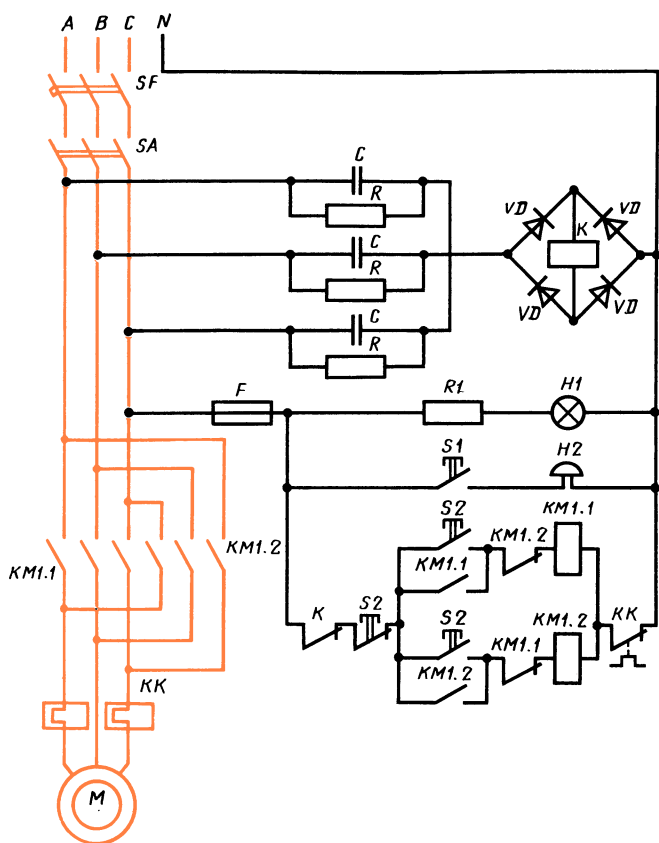 A B C N
SF
SA
C
R
VD VD
K
C
R
VD VD
C
R
F R1 H1
S1 H2
S2 KM1.1
KM1.2
KM1.1 KM1.2
KM1.1
K S2 S2 KM1.2 KK
KM1.1
KM1.2
KK
M